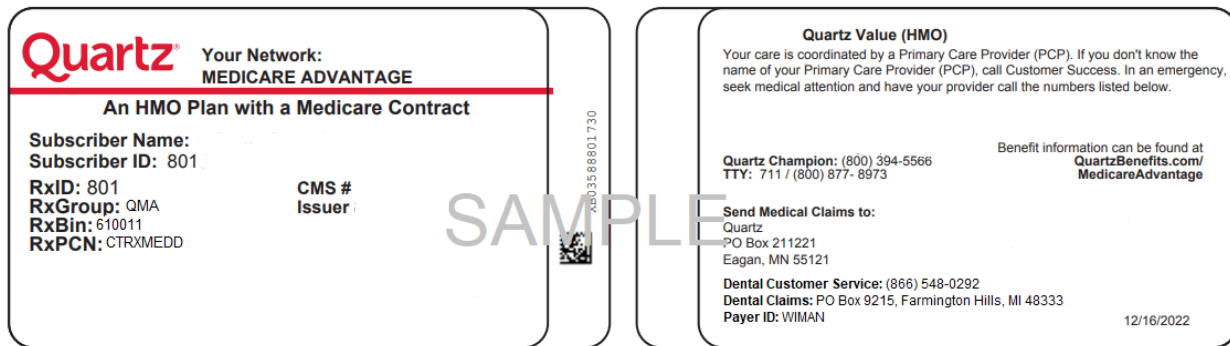 Quartz
Your Network:
MEDICARE ADVANTAGE
An HMO Plan with a Medicare Contract
Subscriber Name:
Subscriber ID: 801
RxID: 801
CMS #
RxGroup: QMA
Issuer
RxBin: 610011
RxPCN: CTRXMEDD
XB03588801730
SAMPLE
Quartz Value (HMO)
Your care is coordinated by a Primary Care Provider (PCP). If you don't know the
name of your Primary Care Provider (PCP), call Customer Success. In an emergency,
seek medical attention and have your provider call the numbers listed below.
Benefit information can be found at
Quartz Champion: (800) 394-5566
QuartzBenefits.com/
TTY: 711 / (800) 877- 8973
MedicareAdvantage
Send Medical Claims to:
Quartz
PO Box 211221
Eagan, MN 55121
Dental Customer Service: (866) 548-0292
Dental Claims: PO Box 9215, Farmington Hills, MI 48333
Payer ID: WIMAN
12/16/2022